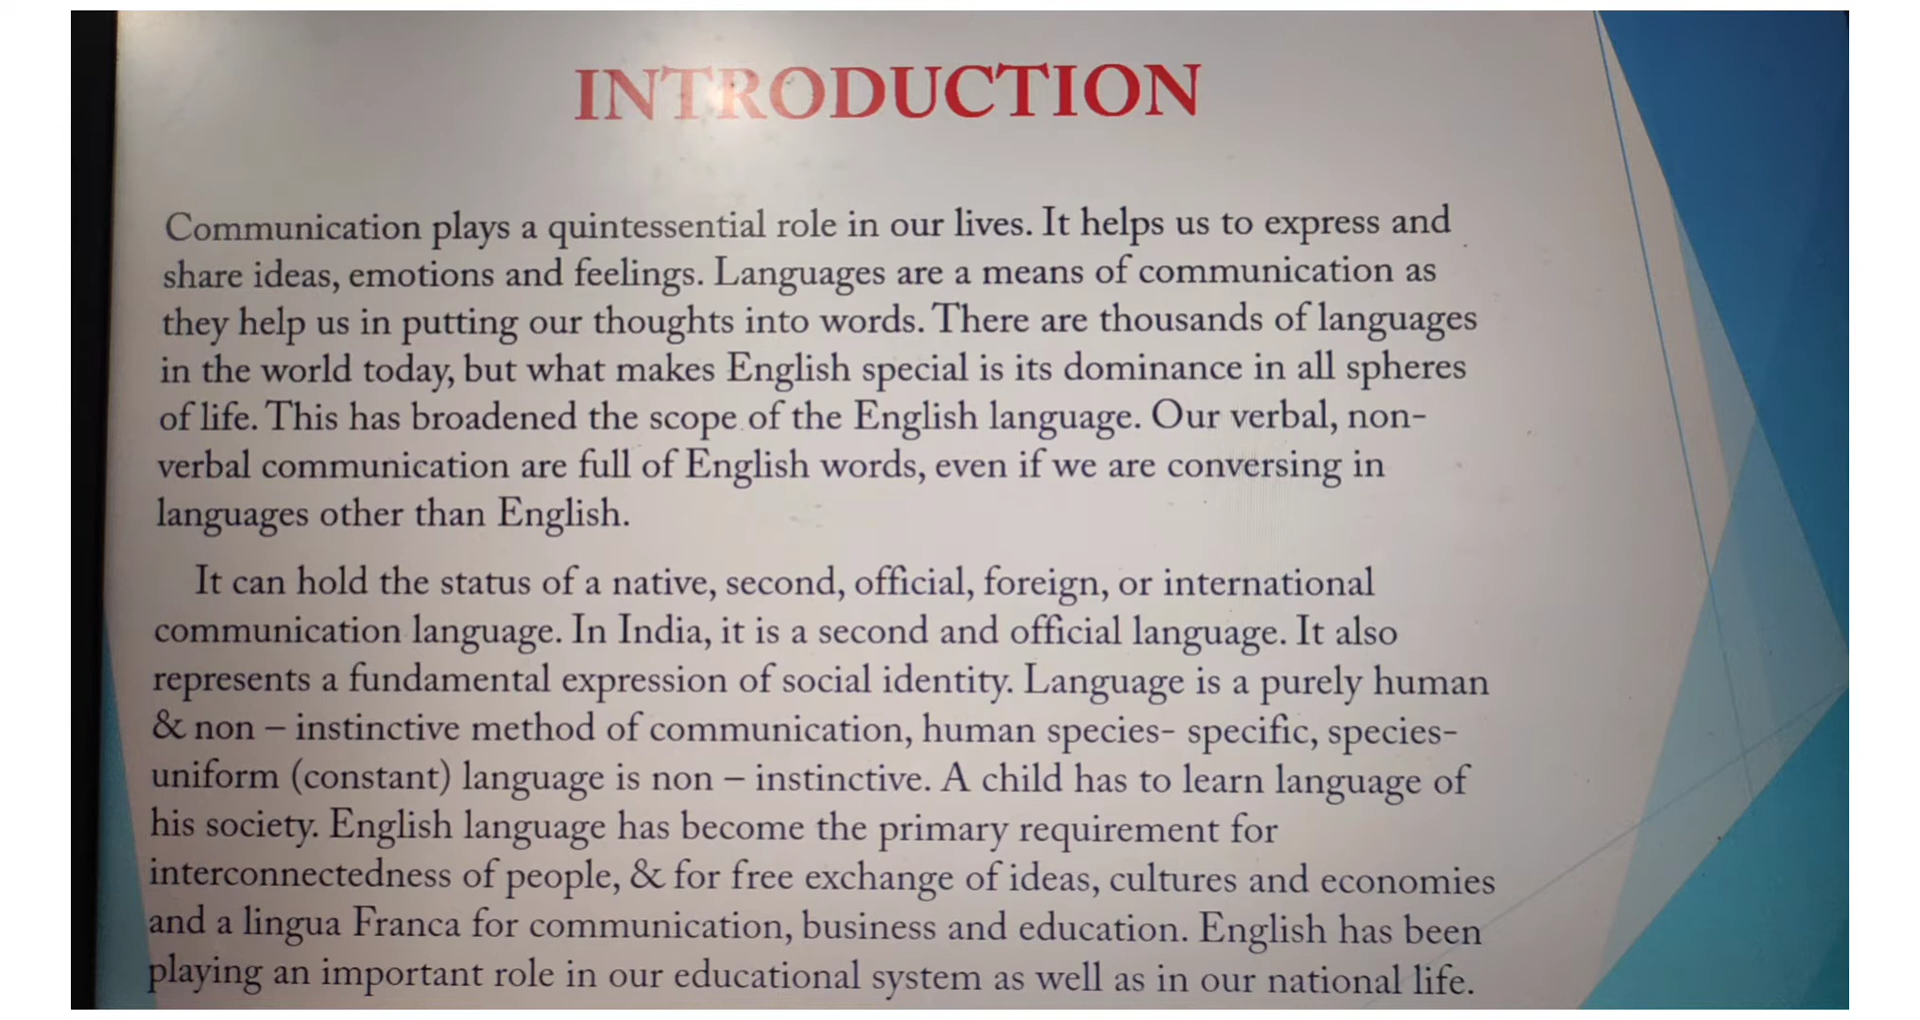 INTRODUCTION
Communication plays a quintessential role in our lives. It helps us to express and
share ideas, emotions and feelings. Languages are a means of communication as
they help us in putting our thoughts into words. There are thousands of languages
in the world today, but what makes English special is its dominance in all spheres
of life. This has broadened the scope of the English language. Our verbal, non-
verbal communication are full of English words, even if we are conversing in
languages other than English.
It can hold the status of a native, second, official, foreign, or international
communication language. In India, it is a second and official language. It also
represents a fundamental expression of social identity. Language is a purely human
& non – instinctive method of communication, human species- specific, species-
uniform (constant) language is non – instinctive. A child has to learn language of
his society. English language has become the primary requirement for
interconnectedness of people, & for free exchange of ideas, cultures and economies
and a lingua Franca for communication, business and education. English has been
playing an important role in our educational system as well as in our national life.